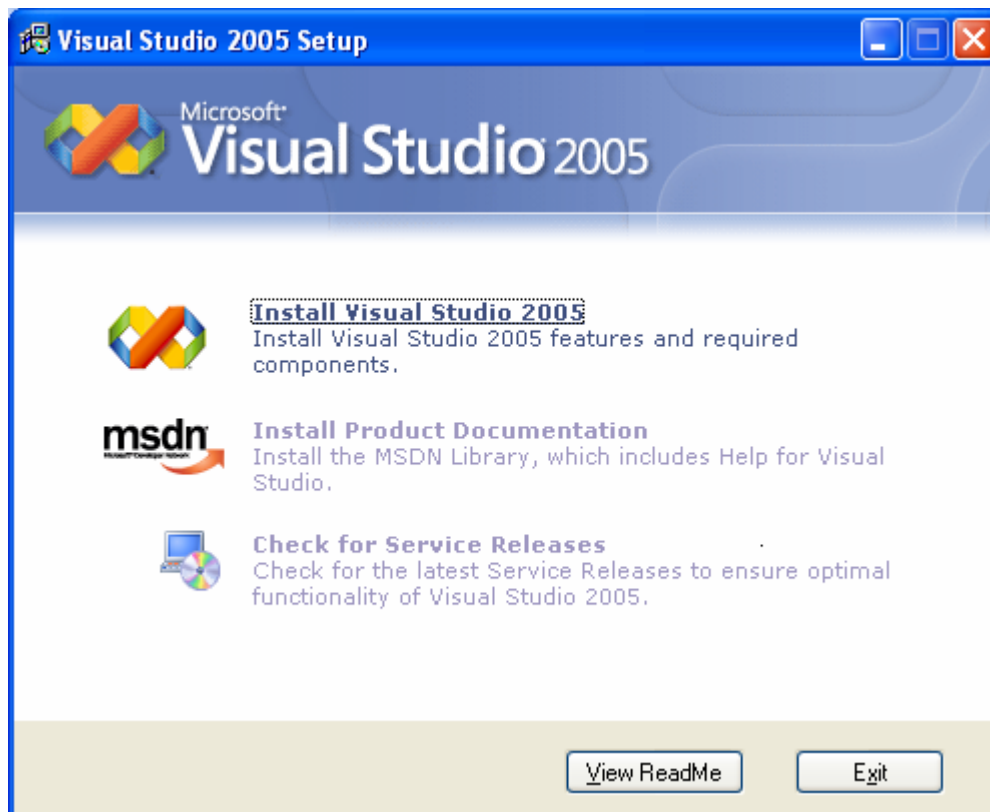 Visual Studio 2005 Setup
Microsoft
Visual Studio 2005
Install Visual Studio 2005
Install Visual Studio 2005 features and required
components.
msdn
Install Product Documentation
Install the MSDN Library, which includes Help for Visual
Studio.
Check for Service Releases
Check for the latest Service Releases to ensure optimal
functionality of Visual Studio 2005.
View ReadMe
Exit